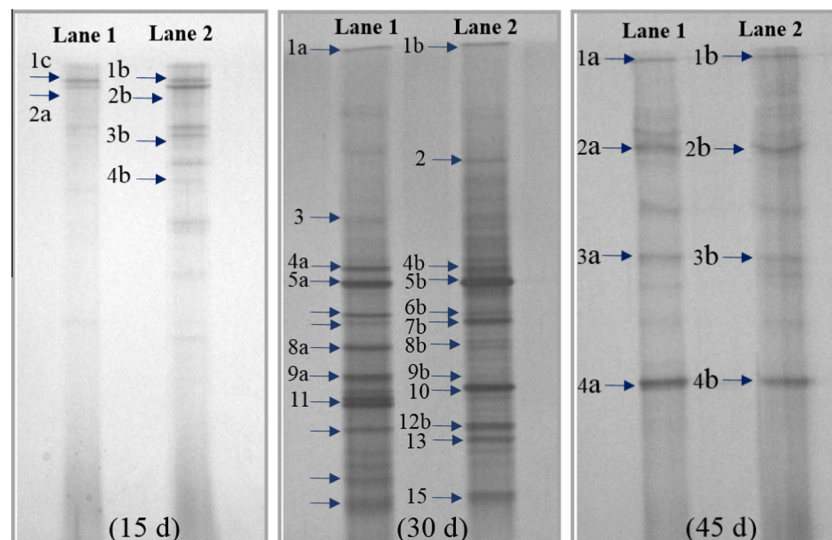 Lane 1 Lane 2
1c
1b
2b
2a
3b
4b
(15 d)
Lane 1 Lane 2
1a
1b
2
3
4a
4b
5a
5b
6b
7b
8a
8b
9a
9b
10
11
12b
13
15
(30 d)
Lane 1 Lane 2
1a
1b
2a
2b
3a
3b
4a
4b
(45 d)